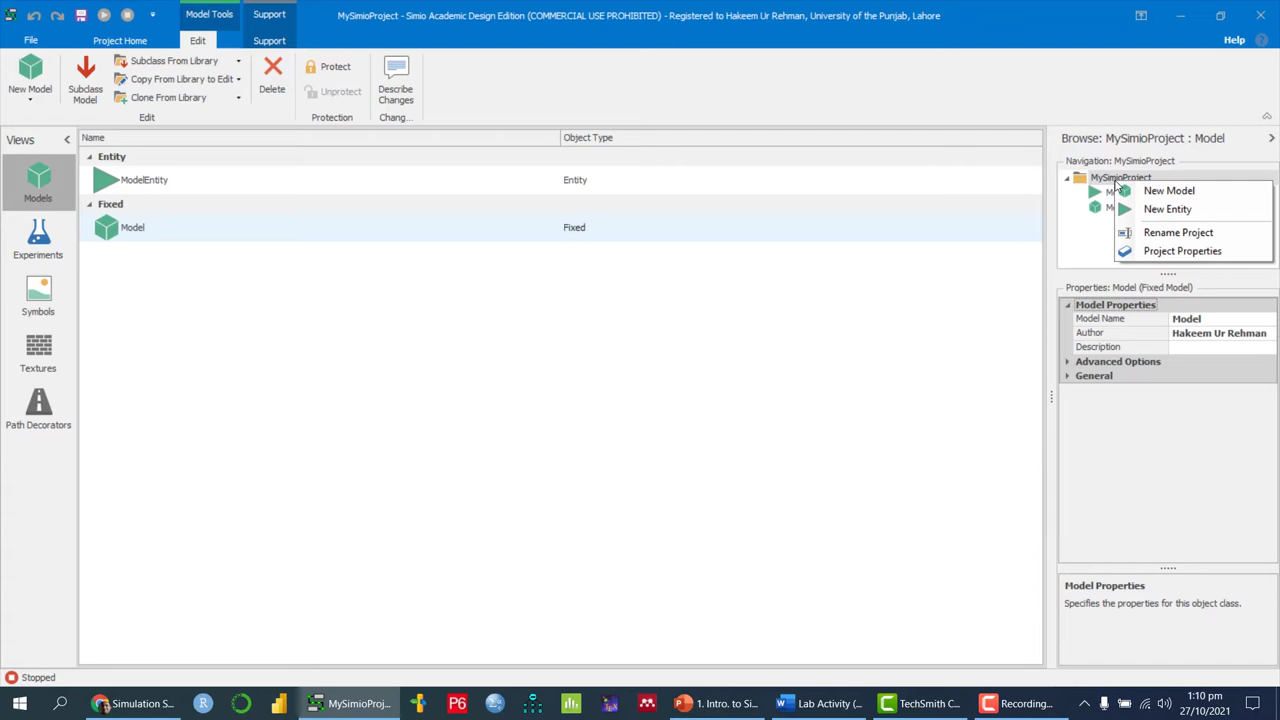 MySimioProject - Simio Academic Design Edition (COMMERCIAL USE PROHIBITED) - Registered to Hakeem Ur Rehman, University of the Punjab, Lahore
Model Tools
Support
File
Project Home
Edit
Support
Help
New Model
Subclass Model
Subclass From Library
Copy From Library to Edit
Clone From Library
Delete
Protect
Unprotect
Describe Changes
Edit
Protection
Chang...
Views
Models
Experiments
Symbols
Textures
Path Decorators
Name
Object Type
Entity
ModelEntity
Entity
Fixed
Model
Fixed
Browse: MySimioProject : Model
Navigation: MySimioProject
MySimioProject
New Model
New Entity
Rename Project
Project Properties
Properties: Model (Fixed Model)
Model Properties
Model Name
Model
Author
Hakeem Ur Rehman
Description
Advanced Options
General
Model Properties
Specifies the properties for this object class.
Stopped
Simulation S...
MySimioProj...
1. Intro. to Si...
Lab Activity (...
TechSmith C...
Recording...
1:10 pm
27/10/2021